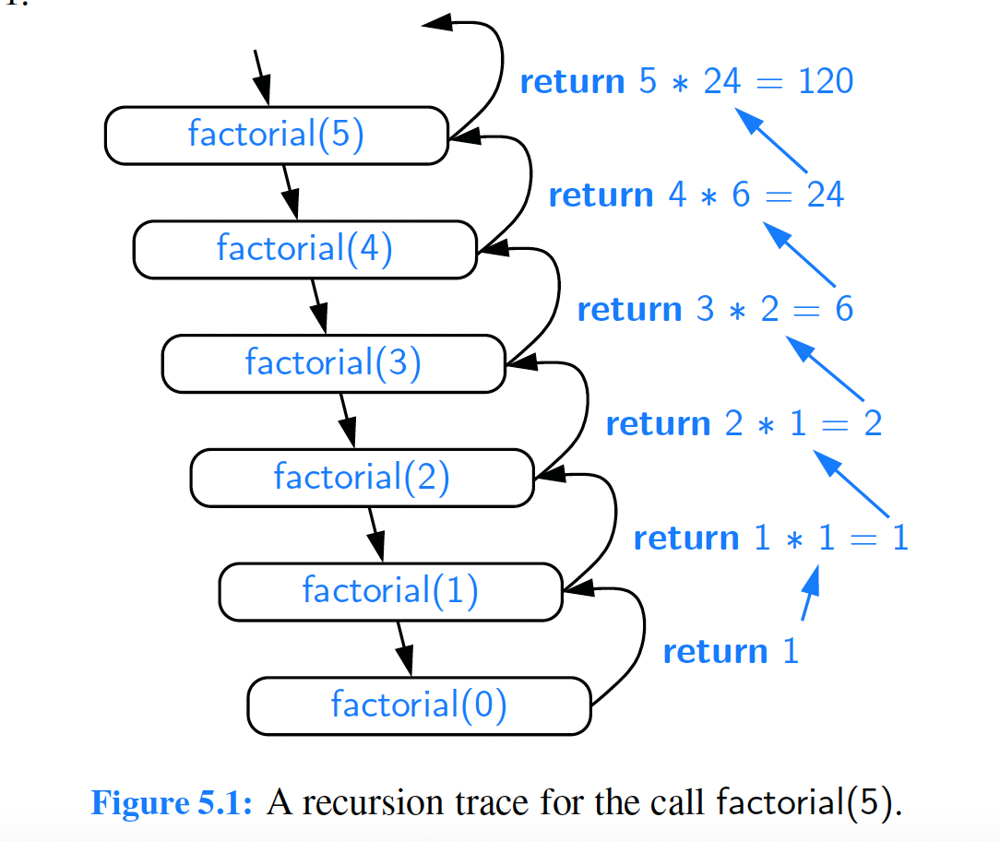 return 5 ∗ 24 = 120
factorial(5)
return 4 ∗ 6 = 24
factorial(4)
return 3 ∗ 2 = 6
factorial(3)
return 2 ∗ 1 = 2
factorial(2)
return 1 ∗ 1 = 1
factorial(1)
return 1
factorial(0)
Figure 5.1: A recursion trace for the call factorial(5).